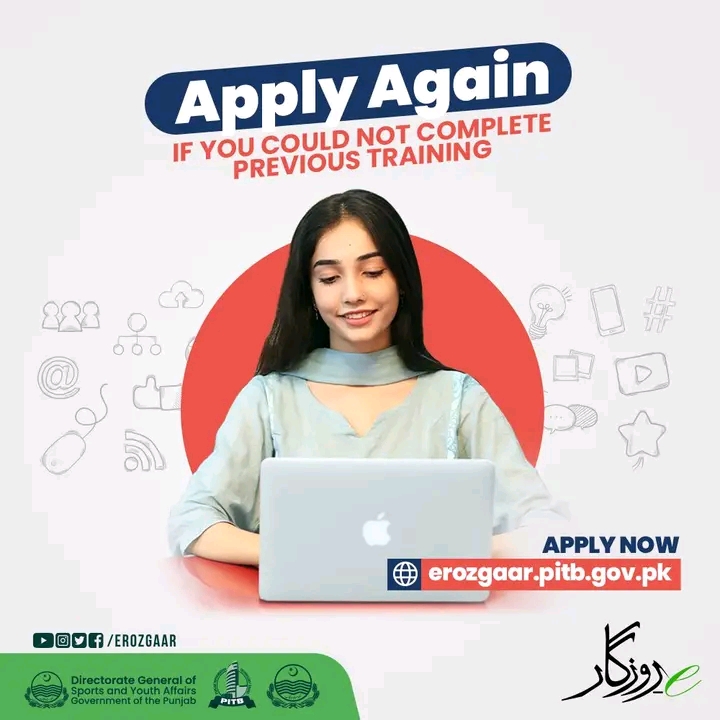 Apply Again
IF YOU COULD NOT COMPLETE
PREVIOUS TRAINING
@
#
APPLY NOW
erozgaar.pitb.gov.pk
/EROZGAAR
Directorate General of
Sports and Youth Affairs
Government of the Punjab
PITB
e روزگار